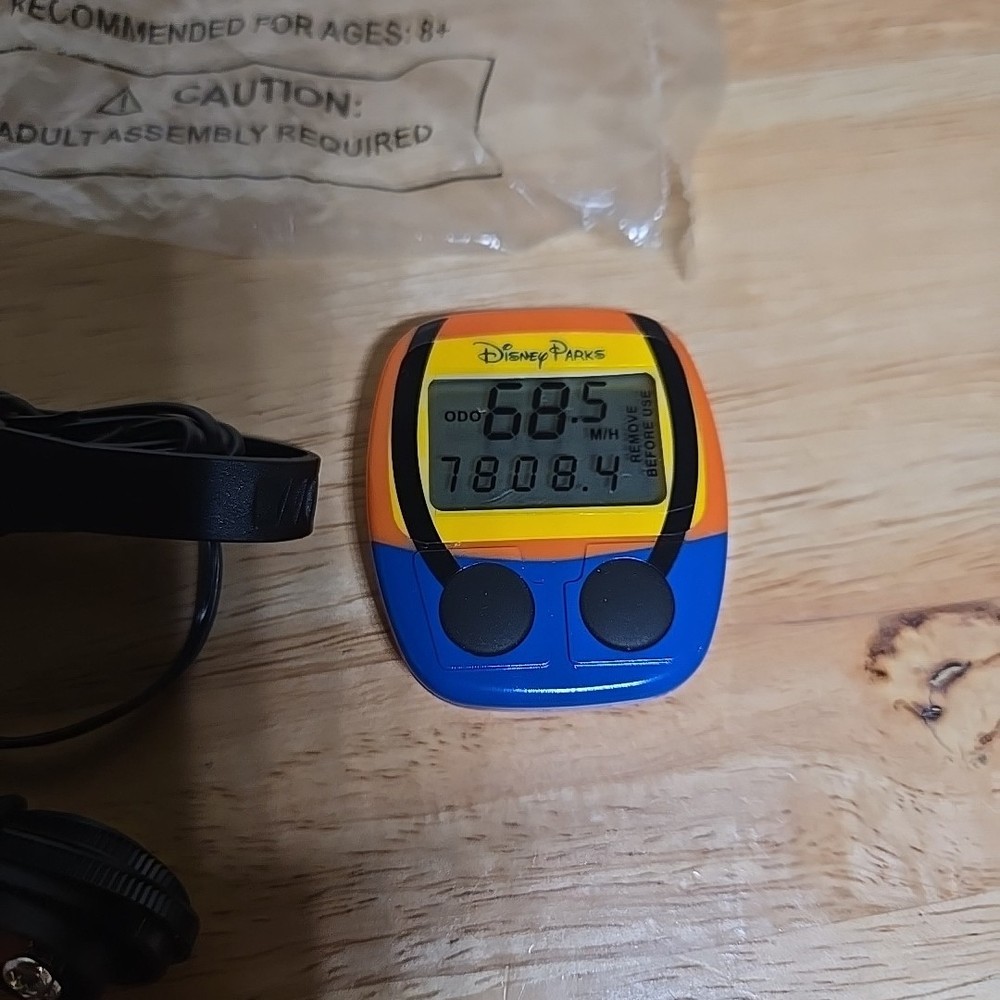 RECOMMENDED FOR AGES: 8+
⚠ CAUTION:
ADULT ASSEMBLY REQUIRED
Disney Parks
ODO 68.5
M/H
7808.4
REMOVE
BEFORE USE